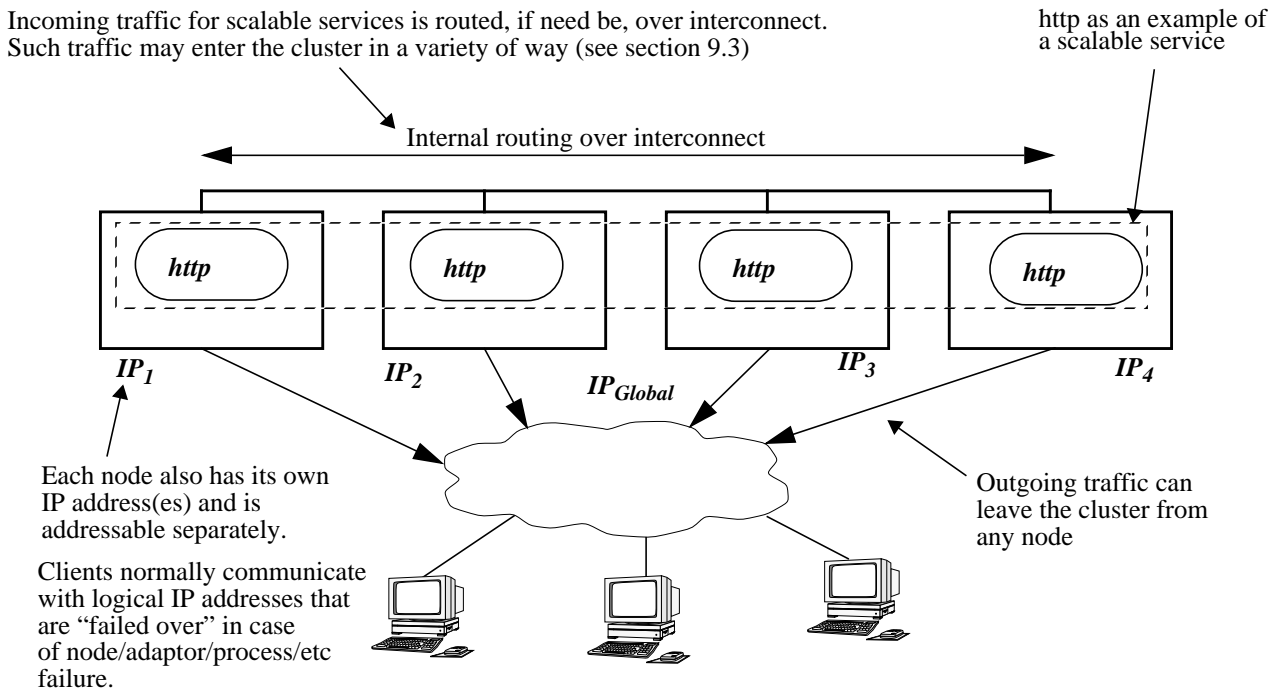 Incoming traffic for scalable services is routed, if need be, over interconnect.
Such traffic may enter the cluster in a variety of way (see section 9.3)
http as an example of
a scalable service
Internal routing over interconnect
http
http
http
http
IP1
IP2
IPGlobal
IP3
IP4
Each node also has its own
IP address(es) and is
addressable separately.
Outgoing traffic can
leave the cluster from
any node
Clients normally communicate
with logical IP addresses that
are “failed over” in case
of node/adaptor/process/etc
failure.